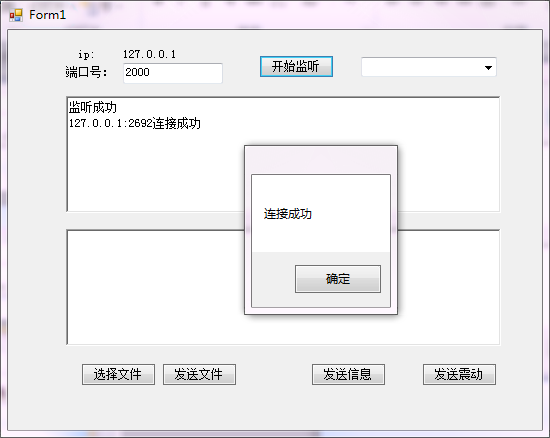 Form1
ip: 127.0.0.1
端口号: 2000
开始监听
监听成功
127.0.0.1:2692连接成功
连接成功
确定
选择文件 发送文件 发送信息 发送震动